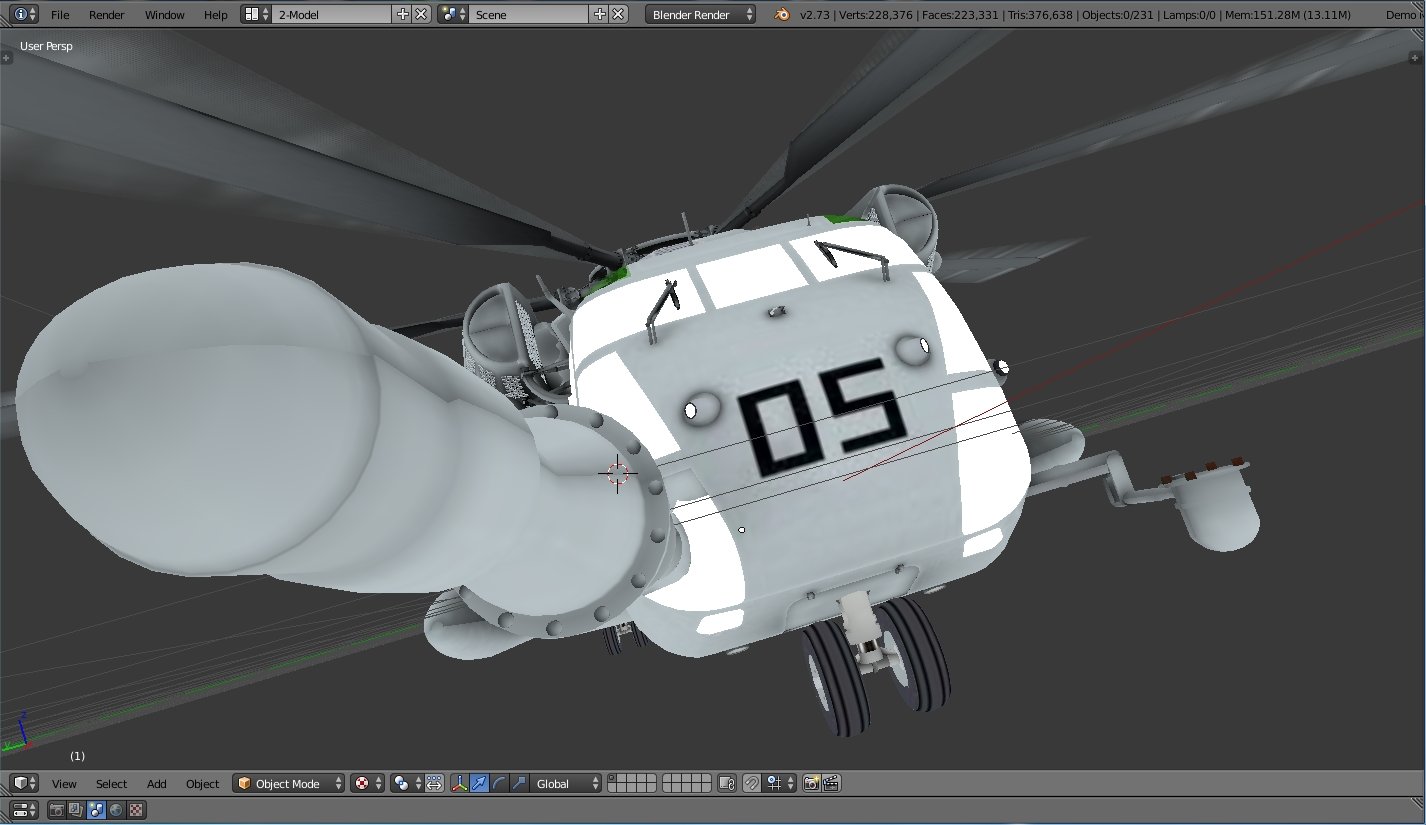 File Render Window Help 2-Model Scene Blender Render v2.73 | Verts:228,376 | Faces:223,331 | Tris:376,638 | Objects:0/231 | Lamps:0/0 | Mem:151.28M (13.11M) Demo
User Persp
05
z
y
(1)
View Select Add Object Object Mode Global